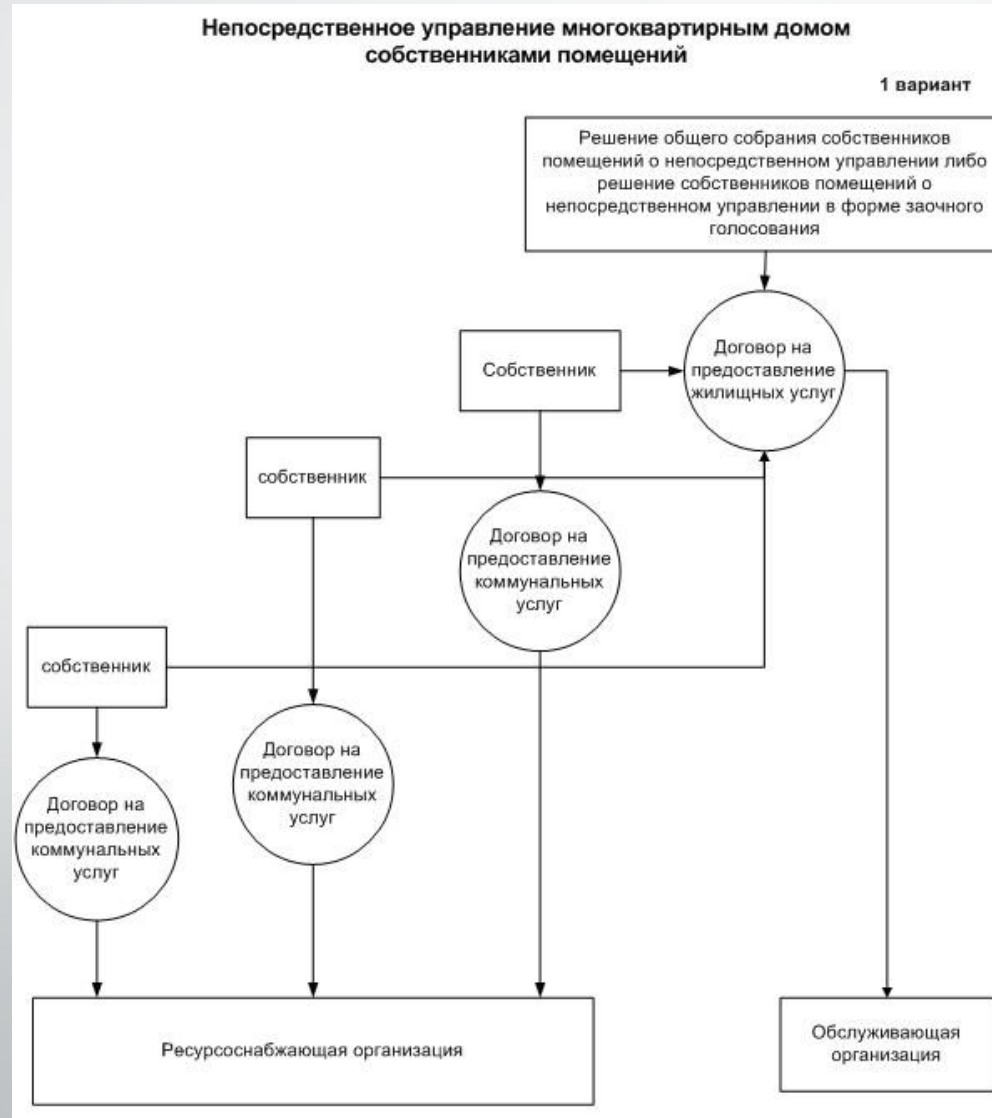 Непосредственное управление многоквартирным домом
собственниками помещений
1 вариант
Решение общего собрания собственников
помещений о непосредственном управлении либо
решение собственников помещений о
непосредственном управлении в форме заочного
голосования
Договор на
предоставление
жилищных услуг
Собственник
собственник
Договор на
предоставление
коммунальных
услуг
собственник
Договор на
предоставление
коммунальных
услуг
Договор на
предоставление
коммунальных
услуг
Ресурсоснабжающая организация
Обслуживающая
организация